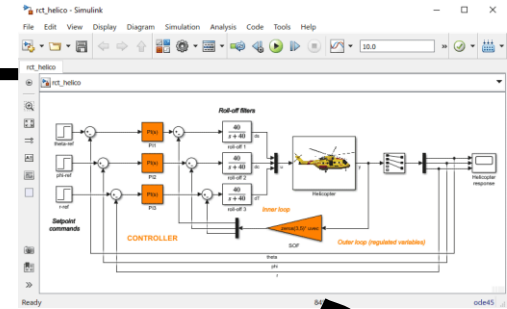 rct_helico - Simulink
File Edit View Display Diagram Simulation Analysis Code Tools Help
10.0
rct_helico
rct_helico
Roll-off filters
theta-ref
phi-ref
r-ref
PI(s)
PI(s)
PI(s)
PI1
PI2
PI3
40
s + 40
roll-off 1
40
s + 40
roll-off 2
40
s + 40
roll-off 3
ds
dc
dT
u
Helicopter
y
Helicopter
response
Setpoint
commands
CONTROLLER
Inner loop
SOF
Outer loop (regulated variables)
theta
phi
r
Ready
ode45